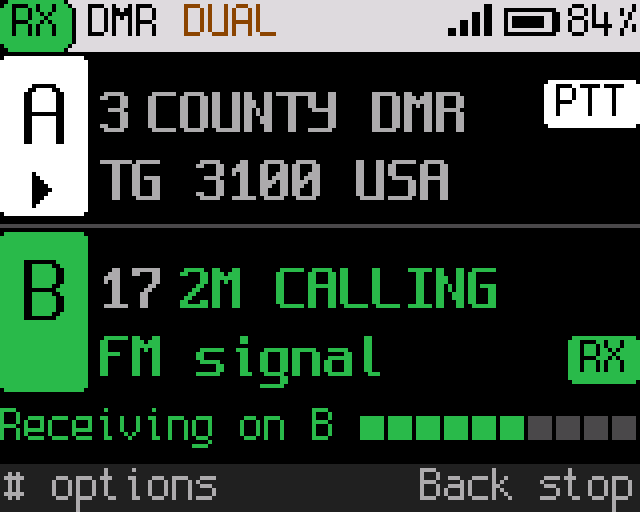 RX DMR DUAL 84%
A 3 COUNTY DMR PTT
TG 3100 USA
B 17 2M CALLING
FM signal RX
Receiving on B
# options Back stop